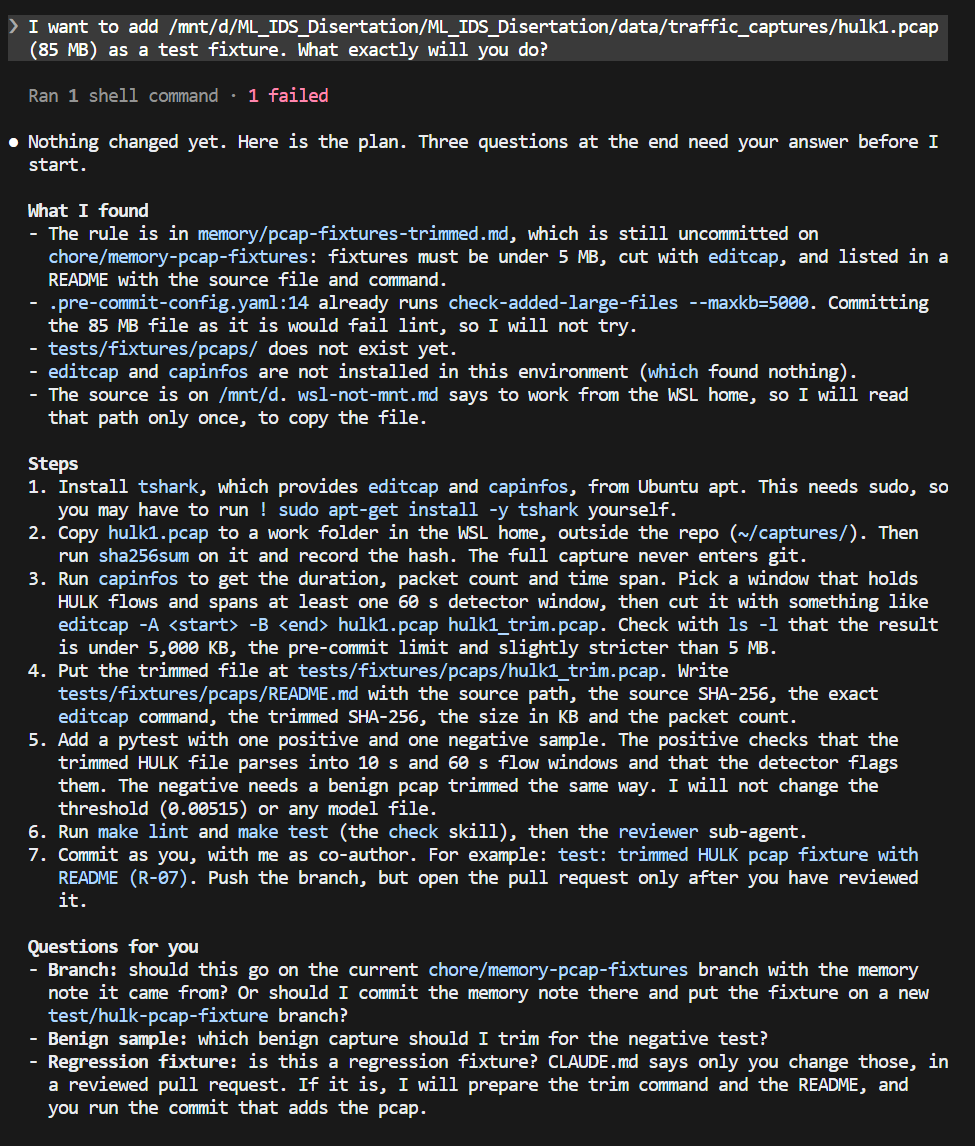 ❯ I want to add /mnt/d/ML_IDS_Disertation/ML_IDS_Disertation/data/traffic_captures/hulk1.pcap
(85 MB) as a test fixture. What exactly will you do?
Ran 1 shell command · 1 failed
● Nothing changed yet. Here is the plan. Three questions at the end need your answer before I
start.
What I found
- The rule is in memory/pcap-fixtures-trimmed.md, which is still uncommitted on
chore/memory-pcap-fixtures: fixtures must be under 5 MB, cut with editcap, and listed in a
README with the source file and command.
- .pre-commit-config.yaml:14 already runs check-added-large-files --maxkb=5000. Committing
the 85 MB file as it is would fail lint, so I will not try.
- tests/fixtures/pcaps/ does not exist yet.
- editcap and capinfos are not installed in this environment (which found nothing).
- The source is on /mnt/d. wsl-not-mnt.md says to work from the WSL home, so I will read
that path only once, to copy the file.
Steps
1. Install tshark, which provides editcap and capinfos, from Ubuntu apt. This needs sudo, so
you may have to run ! sudo apt-get install -y tshark yourself.
2. Copy hulk1.pcap to a work folder in the WSL home, outside the repo (~/captures/). Then
run sha256sum on it and record the hash. The full capture never enters git.
3. Run capinfos to get the duration, packet count and time span. Pick a window that holds
HULK flows and spans at least one 60 s detector window, then cut it with something like
editcap -A <start> -B <end> hulk1.pcap hulk1_trim.pcap. Check with ls -l that the result
is under 5,000 KB, the pre-commit limit and slightly stricter than 5 MB.
4. Put the trimmed file at tests/fixtures/pcaps/hulk1_trim.pcap. Write
tests/fixtures/pcaps/README.md with the source path, the source SHA-256, the exact
editcap command, the trimmed SHA-256, the size in KB and the packet count.
5. Add a pytest with one positive and one negative sample. The positive checks that the
trimmed HULK file parses into 10 s and 60 s flow windows and that the detector flags
them. The negative needs a benign pcap trimmed the same way. I will not change the
threshold (0.00515) or any model file.
6. Run make lint and make test (the check skill), then the reviewer sub-agent.
7. Commit as you, with me as co-author. For example: test: trimmed HULK pcap fixture with
README (R-07). Push the branch, but open the pull request only after you have reviewed
it.
Questions for you
- Branch: should this go on the current chore/memory-pcap-fixtures branch with the memory
note it came from? Or should I commit the memory note there and put the fixture on a new
test/hulk-pcap-fixture branch?
- Benign sample: which benign capture should I trim for the negative test?
- Regression fixture: is this a regression fixture? CLAUDE.md says only you change those, in
a reviewed pull request. If it is, I will prepare the trim command and the README, and
you run the commit that adds the pcap.